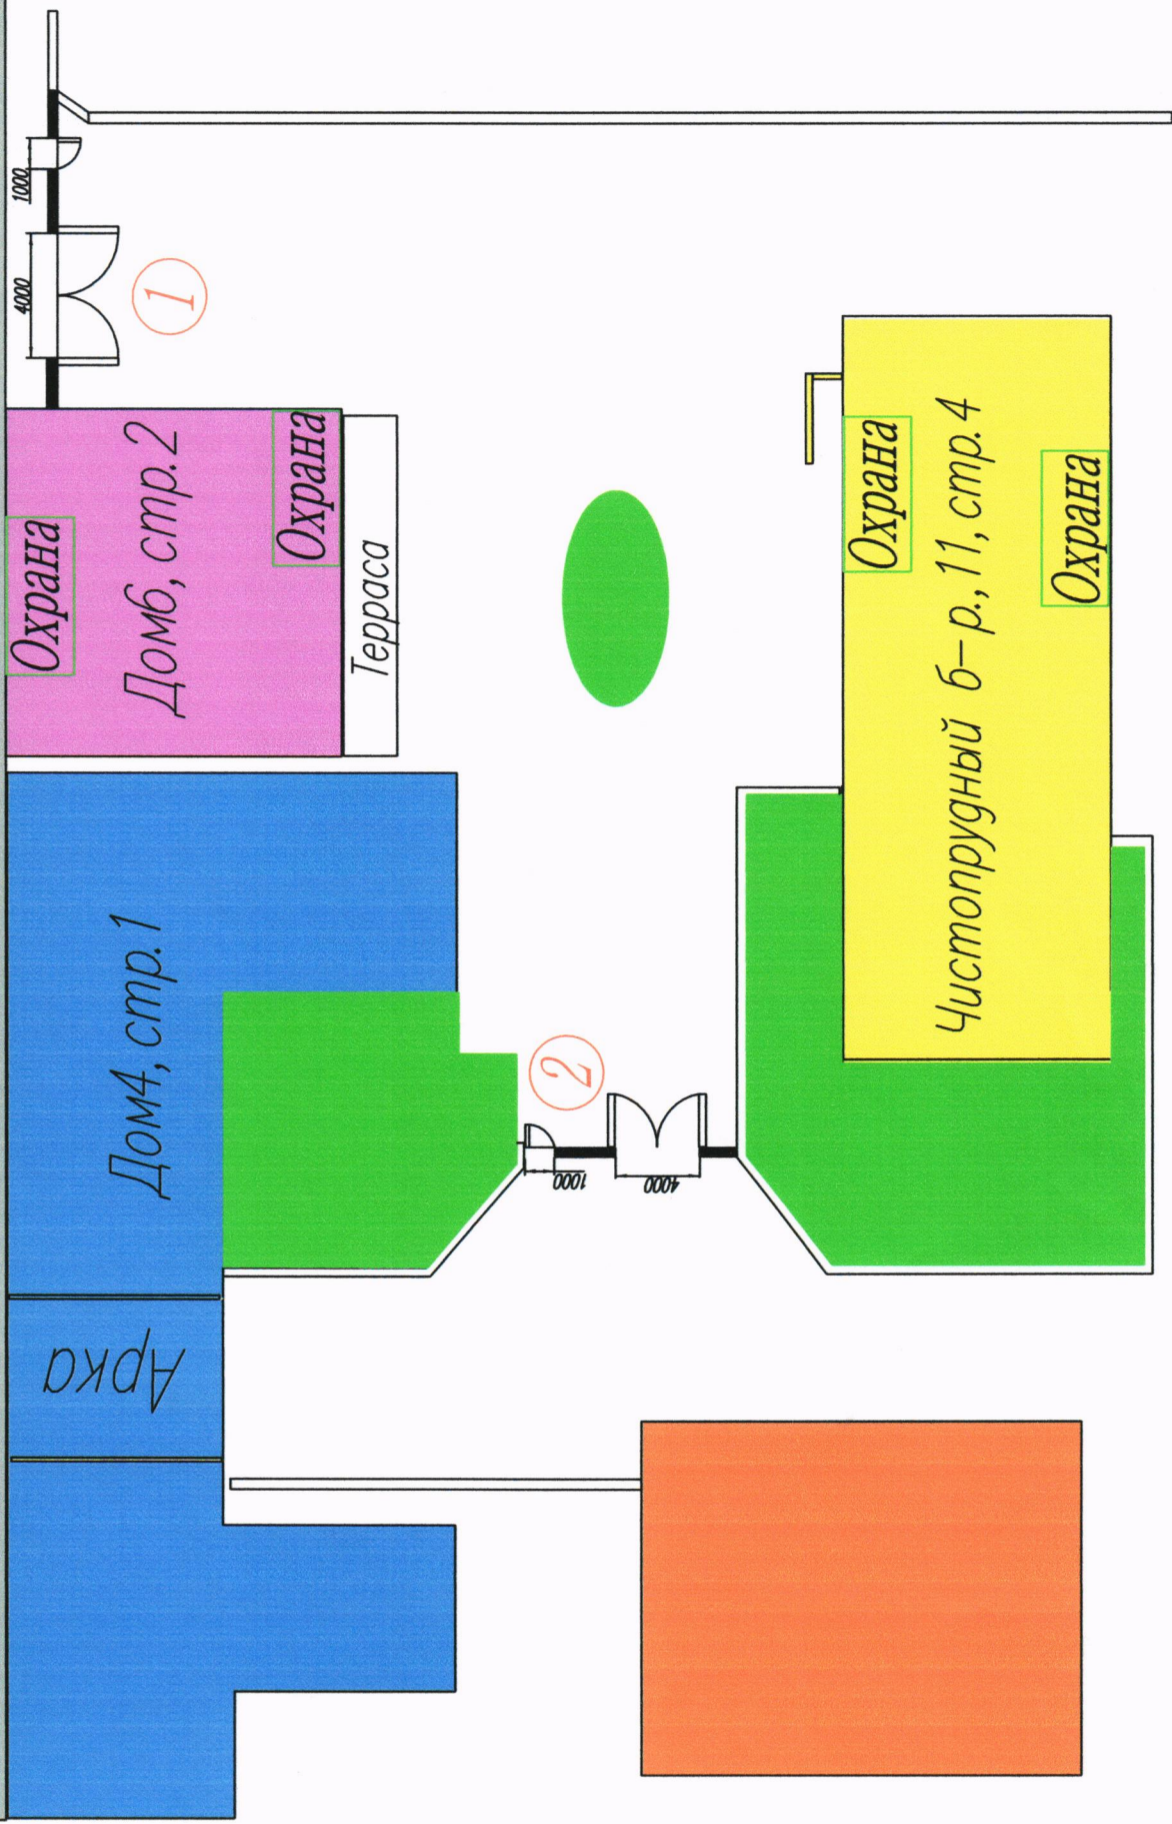 1000
4000
1
Охрана
Дом6, стр.2
Охрана
Терраса
Охрана
Чистопрудный б-р., 11, стр.4
Охрана
Дом4, стр.1
2
1000
4000
Арка